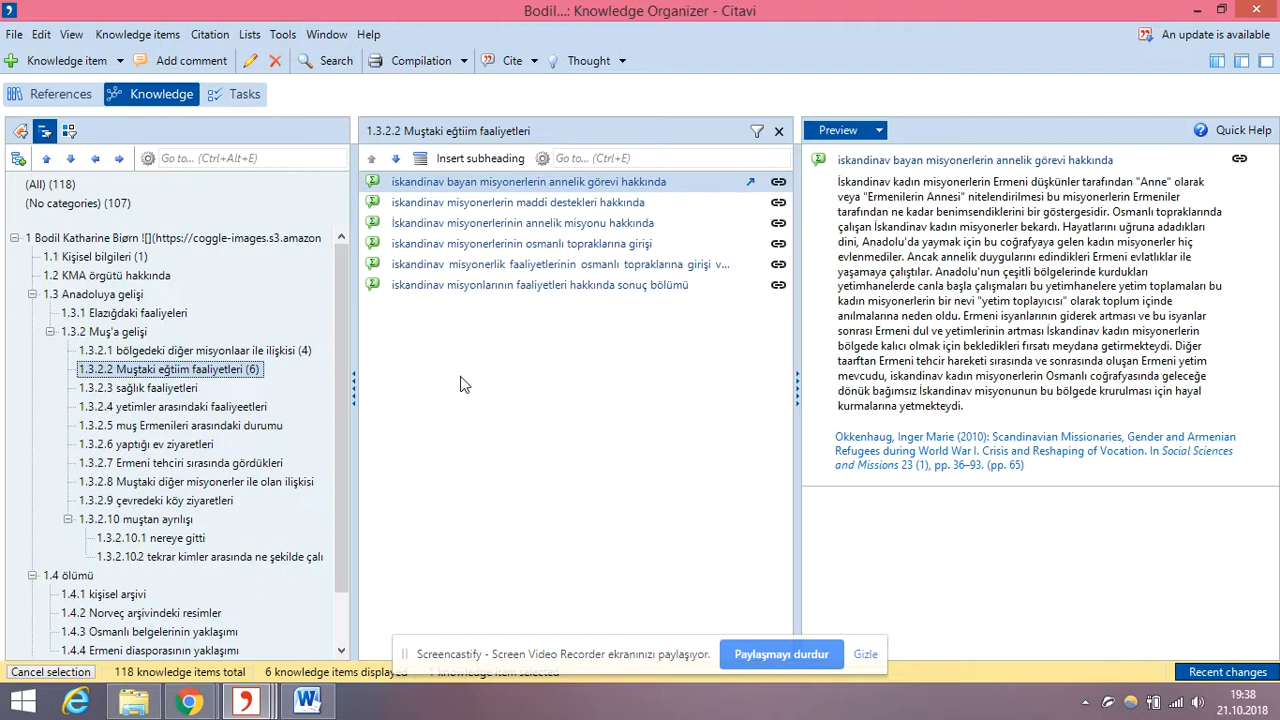 Bodil...: Knowledge Organizer - Citavi
File Edit View Knowledge items Citation Lists Tools Window Help
An update is available
Knowledge item Add comment Search Compilation Cite Thought
References Knowledge Tasks
1.3.2.2 Muştaki eğtiim faaliyetleri
Preview Quick Help
Go to... (Ctrl+Alt+E)
Insert subheading Go to... (Ctrl+E)
(All) (118)
(No categories) (107)
1 Bodil Katharine Biørn ![](https://coggle-images.s3.amazon
1.1 Kişisel bilgileri (1)
1.2 KMA örgütü hakkında
1.3 Anadoluya gelişi
1.3.1 Elazığdaki faaliyeleri
1.3.2 Muş'a gelişi
1.3.2.1 bölgedeki diğer misyonlaar ile ilişkisi (4)
1.3.2.2 Muştaki eğtiim faaliyetleri (6)
1.3.2.3 sağlık faaliyetleri
1.3.2.4 yetimler arasındaki faaliyeetleri
1.3.2.5 muş Ermenileri arasındaki durumu
1.3.2.6 yaptığı ev ziyaretleri
1.3.2.7 Ermeni tehciri sırasında gördükleri
1.3.2.8 Muştaki diğer misyonerler ile olan ilişkisi
1.3.2.9 çevredeki köy ziyaretleri
1.3.2.10 muştan ayrılışı
1.3.2.10.1 nereye gitti
1.3.2.10.2 tekrar kimler arasında ne şekilde çalı
1.4 ölümü
1.4.1 kişisel arşivi
1.4.2 Norveç arşivindeki resimler
1.4.3 Osmanlı belgelerinin yaklaşımı
1.4.4 Ermeni diasporasının yaklaşımı
iskandinav bayan misyonerlerin annelik görevi hakkında
iskandinav misyonerlerin maddi destekleri hakkında
İskandinav misyonerlerinin annelik misyonu hakkında
iskandinav misyonerlerinin osmanlı topraklarına girişi
iskandinav misyonerlik faaliyetlerinin osmanlı topraklarına girişi v...
iskandinav misyonlarının faaliyetleri hakkında sonuç bölümü
iskandinav bayan misyonerlerin annelik görevi hakkında
İskandinav kadın misyonerlerin Ermeni düşkünler tarafından "Anne" olarak
veya "Ermenilerin Annesi" nitelendirilmesi bu misyonerlerin Ermeniler
tarafından ne kadar benimsendiklerini bir göstergesidir. Osmanlı topraklarında
çalışan İskandinav kadın misyonerler bekardı. Hayatlarını uğruna adadıkları
dini, Anadolu'da yaymak için bu coğrafyaya gelen kadın misyonerler hiç
evlenmediler. Ancak annelik duygularını edindikleri Ermeni evlatlıklar ile
yaşamaya çalıştılar. Anadolu'nun çeşitli bölgelerinde kurdukları
yetimhanelerde canla başla çalışmaları bu yetimhanelere yetim toplamaları bu
kadın misyonerlerin bir nevi "yetim toplayıcısı" olarak toplum içinde
anılmalarına neden oldu. Ermeni isyanlarının giderek artması ve bu isyanlar
sonrası Ermeni dul ve yetimlerinin artması İskandinav kadın misyonerlerin
bölgede kalıcı olmak için bekledikleri fırsatı meydana getirmekteydi. Diğer
taarftan Ermeni tehcir hareketi sırasında ve sonrasında oluşan Ermeni yetim
mevcudu, iskandinav kadın misyonerlerin Osmanlı coğrafyasında geleceğe
dönük bağımsız İskandinav misyonunun bu bölgede krurulması için hayal
kurmalarına yetmekteydi.
Okkenhaug, Inger Marie (2010): Scandinavian Missionaries, Gender and Armenian
Refugees during World War I. Crisis and Reshaping of Vocation. In Social Sciences
and Missions 23 (1), pp. 36–93. (pp. 65)
Screencastify - Screen Video Recorder ekranınızı paylaşıyor. Paylaşmayı durdur Gizle
Cancel selection 118 knowledge items total 6 knowledge items displayed 1 knowledge item selected Recent changes
19:38
21.10.2018